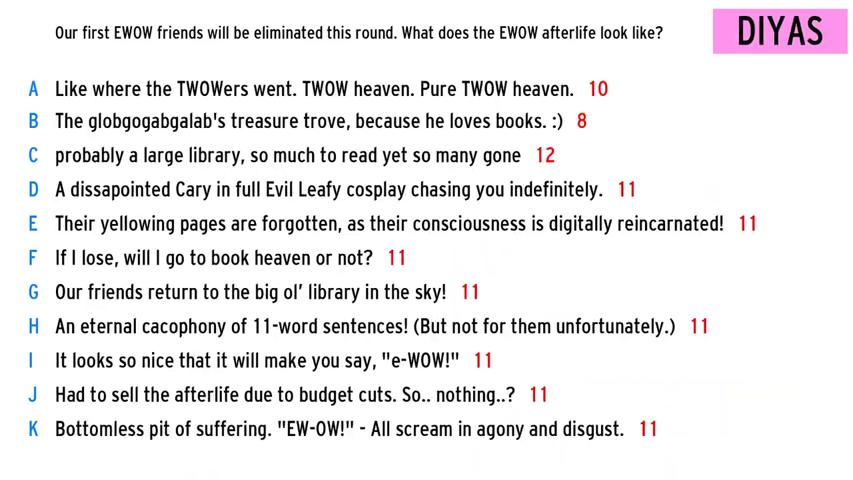 Our first EWOW friends will be eliminated this round. What does the EWOW afterlife look like?
DIYAS
A Like where the TWOWers went. TWOW heaven. Pure TWOW heaven. 10
B The globgogabgalab's treasure trove, because he loves books. :) 8
C probably a large library, so much to read yet so many gone 12
D A dissapointed Cary in full Evil Leafy cosplay chasing you indefinitely. 11
E Their yellowing pages are forgotten, as their consciousness is digitally reincarnated! 11
F If I lose, will I go to book heaven or not? 11
G Our friends return to the big ol’ library in the sky! 11
H An eternal cacophony of 11-word sentences! (But not for them unfortunately.) 11
I It looks so nice that it will make you say, "e-WOW!" 11
J Had to sell the afterlife due to budget cuts. So.. nothing..? 11
K Bottomless pit of suffering. "EW-OW!" - All scream in agony and disgust. 11